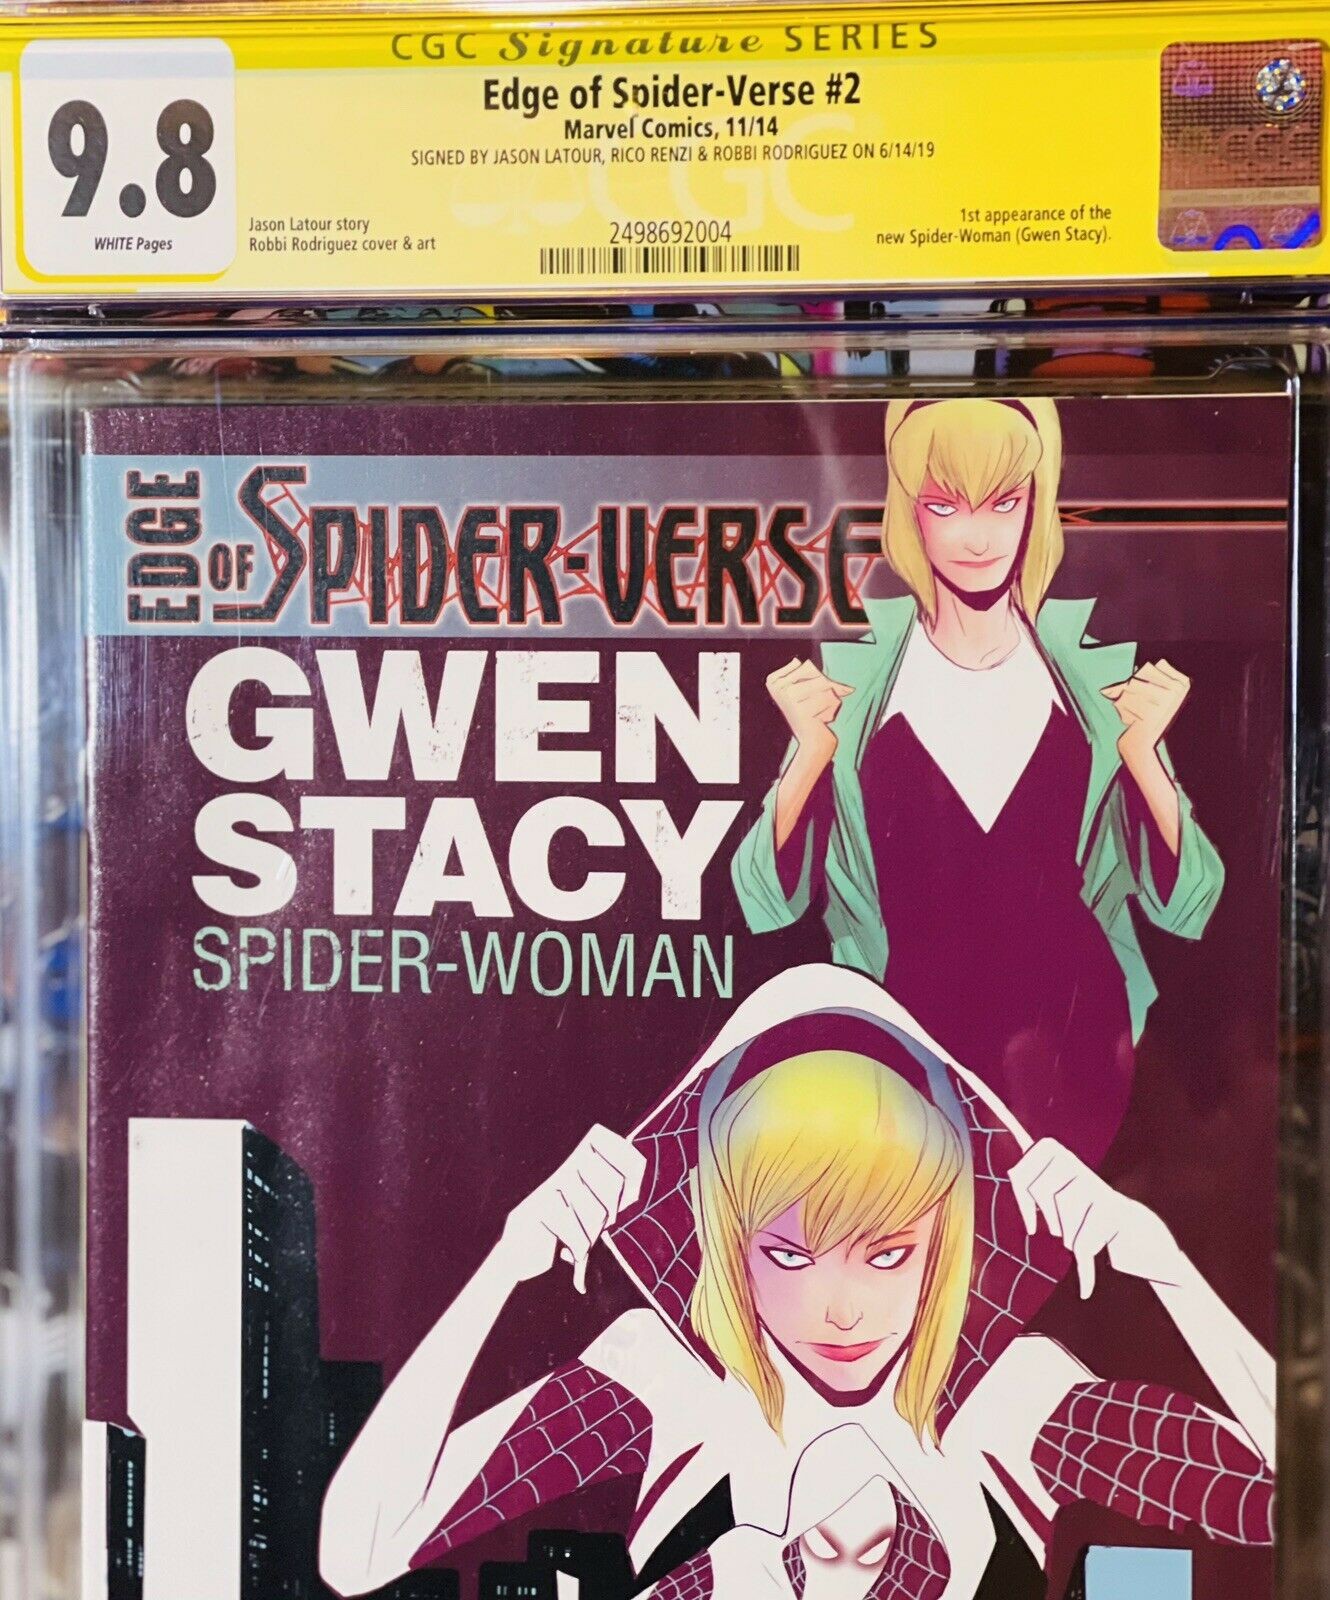 CGC Signature SERIES
Edge of Spider-Verse #2
Marvel Comics, 11/14
SIGNED BY JASON LATOUR, RICO RENZI & ROBBI RODRIGUEZ ON 6/14/19
9.8
WHITE Pages
Jason Latour story
Robbi Rodriguez cover & art
2498692004
1st appearance of the
new Spider-Woman (Gwen Stacy).
CGC
CGC
EDGE OF SPIDER-VERSE
GWEN
STACY
SPIDER-WOMAN